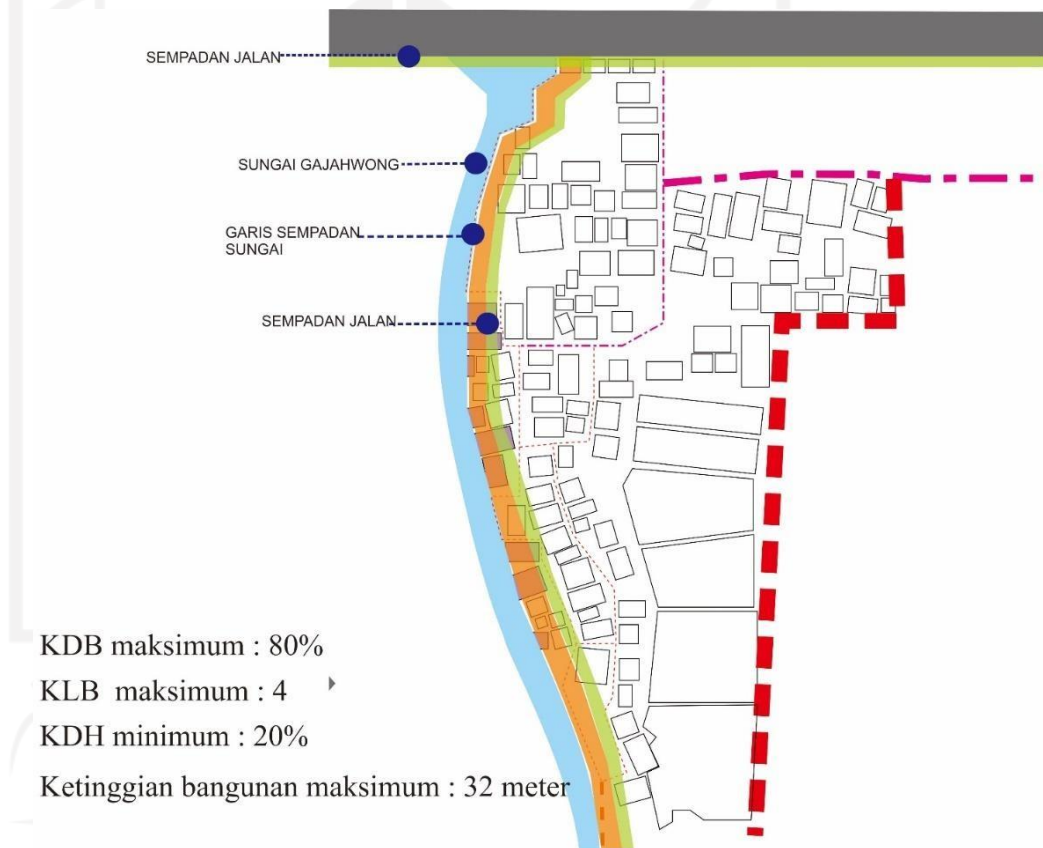 SEMPADAN JALAN
SUNGAI GAJAHWONG
GARIS SEMPADAN
SUNGAI
SEMPADAN JALAN
KDB maksimum : 80%
KLB maksimum : 4
KDH minimum : 20%
Ketinggian bangunan maksimum : 32 meter